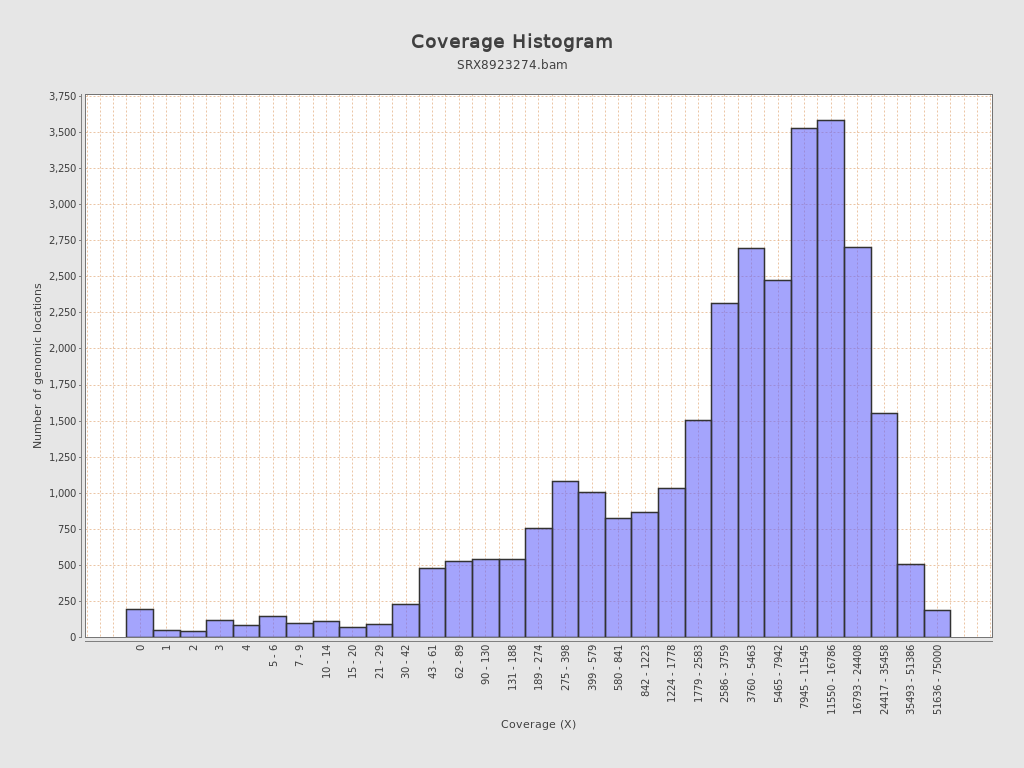 Coverage Histogram
SRX8923274.bam
3,750
3,500
3,250
3,000
2,750
2,500
2,250
2,000
1,750
1,500
1,250
1,000
750
500
250
0
Number of genomic locations
0
1
2
3
4
5 - 6
7 - 9
10 - 14
15 - 20
21 - 29
30 - 42
43 - 61
62 - 89
90 - 130
131 - 188
189 - 274
275 - 398
399 - 579
580 - 841
842 - 1223
1224 - 1778
1779 - 2583
2586 - 3759
3760 - 5463
5465 - 7942
7945 - 11545
11550 - 16786
16793 - 24408
24417 - 35458
35493 - 51386
51636 - 75000
Coverage (X)